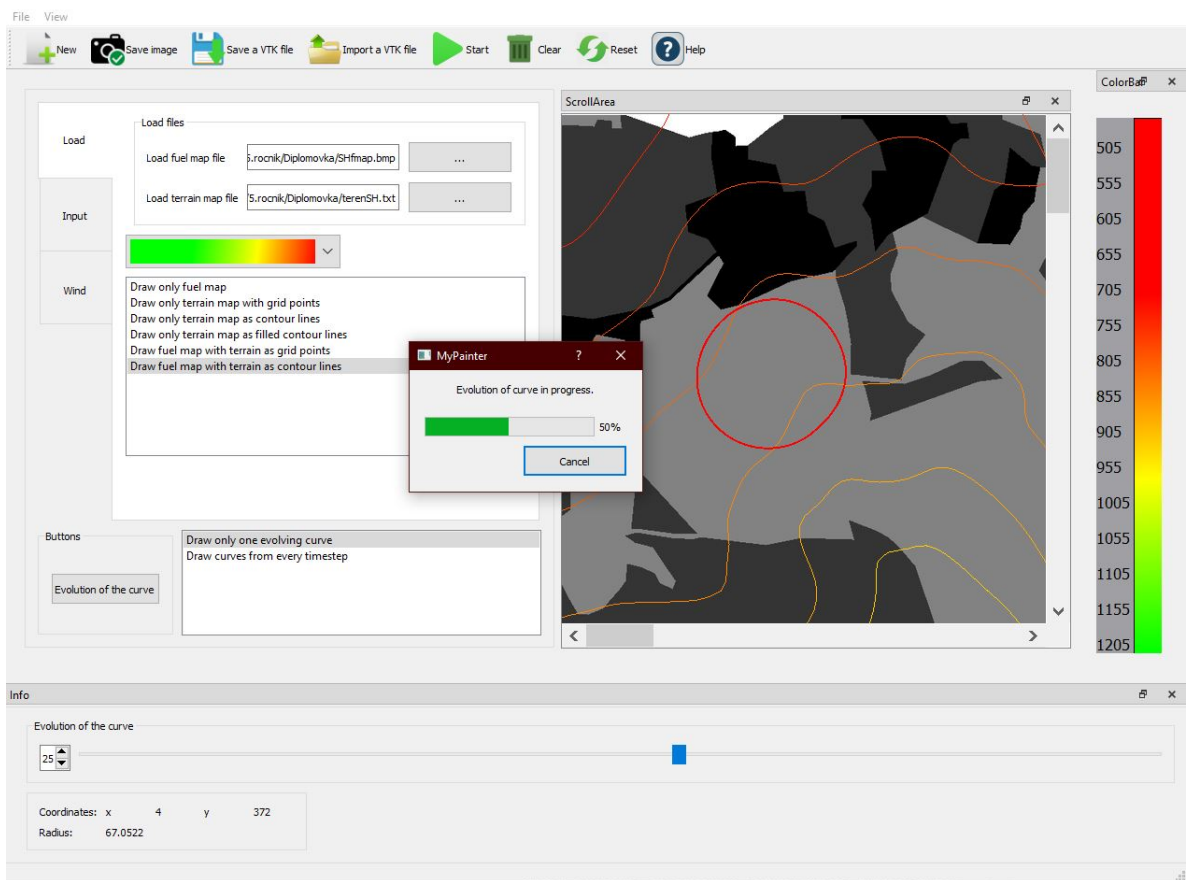 File View
New Save image Save a VTK file Import a VTK file Start Clear Reset Help
ScrollArea
ColorBar
Load
Input
Wind
Load files
Load fuel map file 5.rocnik/Diplomovka/SHfmap.bmp ...
Load terrain map file 5.rocnik/Diplomovka/terenSH.txt ...
Draw only fuel map
Draw only terrain map with grid points
Draw only terrain map as contour lines
Draw only terrain map as filled contour lines
Draw fuel map with terrain as grid points
Draw fuel map with terrain as contour lines
MyPainter ? ×
Evolution of curve in progress.
50%
Cancel
Buttons
Evolution of the curve
Draw only one evolving curve
Draw curves from every timestep
505
555
605
655
705
755
805
855
905
955
1005
1055
1105
1155
1205
Info
Evolution of the curve
25
Coordinates: x 4 y 372
Radius: 67.0522